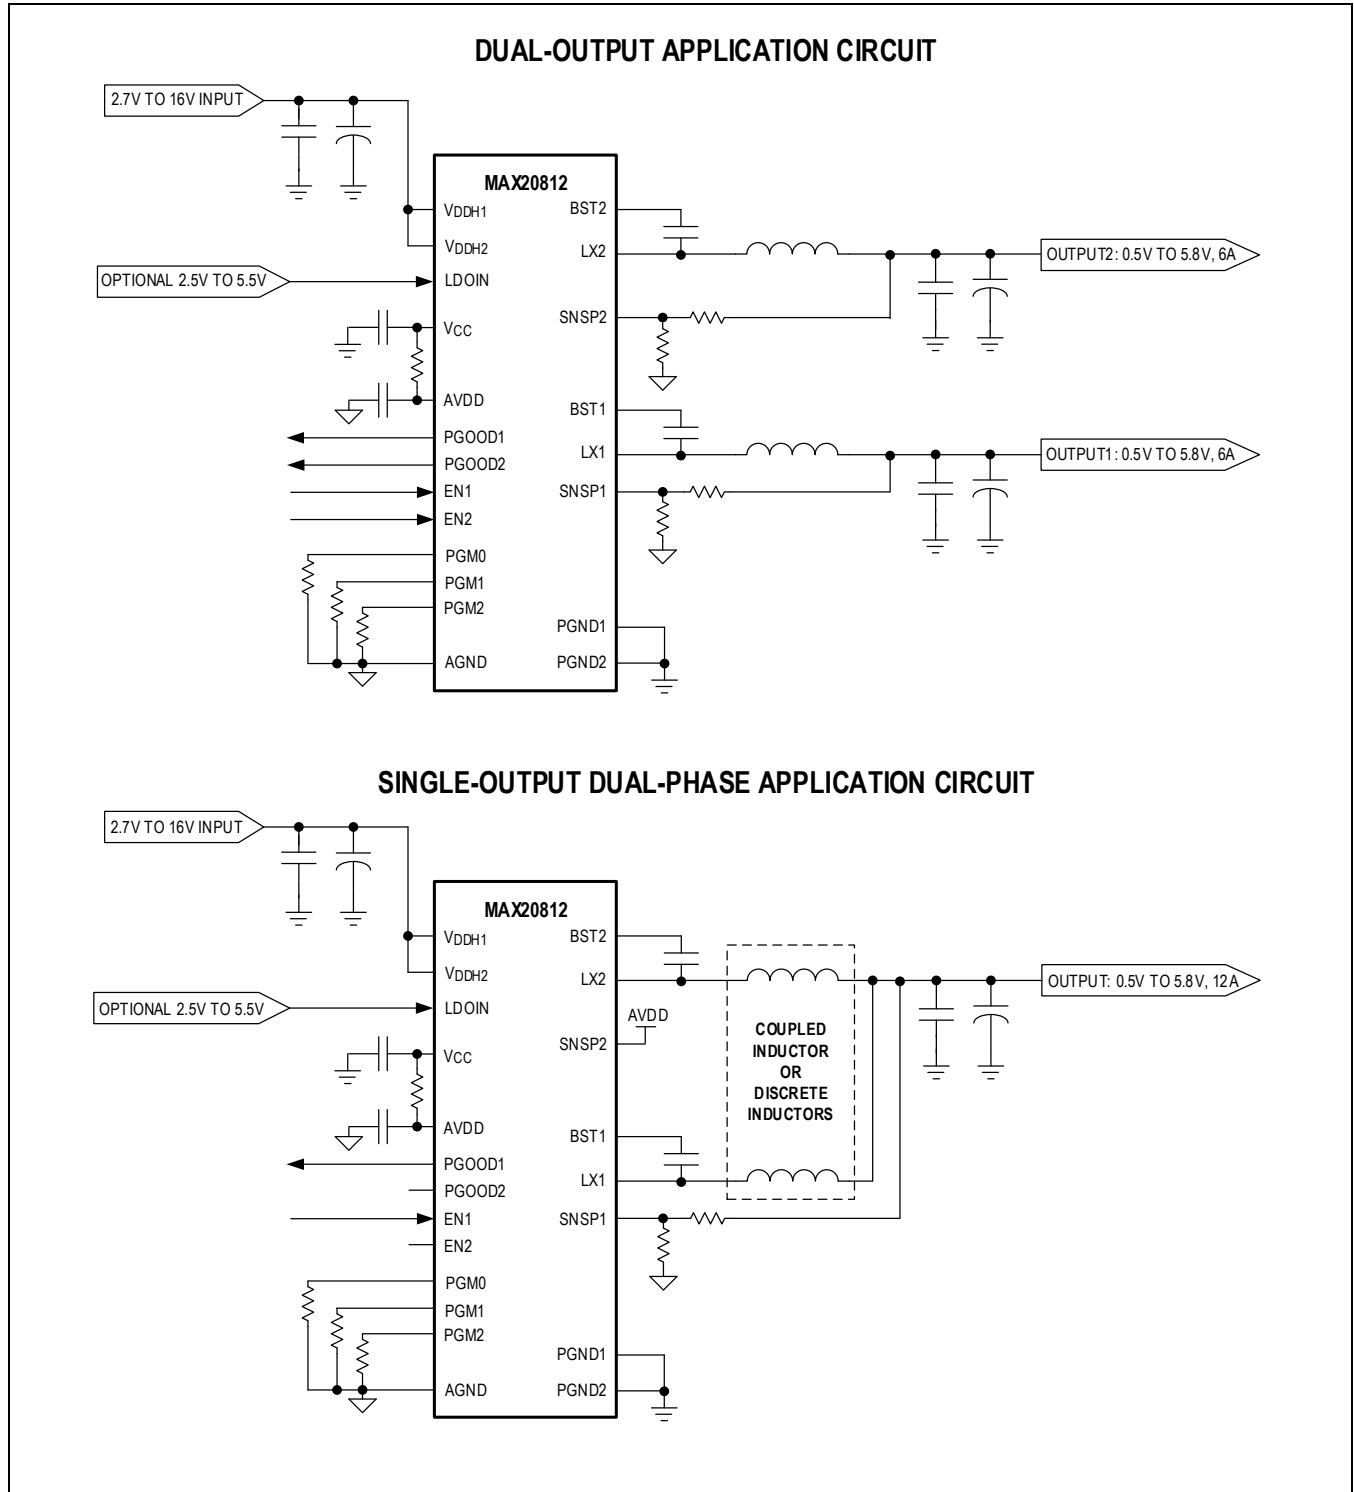 DUAL-OUTPUT APPLICATION CIRCUIT
2.7V TO 16V INPUT
MAX20812
VDDH1
BST2
VDDH2
LX2
OUTPUT2: 0.5V TO 5.8V, 6A
OPTIONAL 2.5V TO 5.5V
LDOIN
SNSP2
VCC
AVDD
BST1
PGOOD1
LX1
OUTPUT1: 0.5V TO 5.8V, 6A
PGOOD2
EN1
SNSP1
EN2
PGM0
PGM1
PGM2
PGND1
AGND
PGND2
SINGLE-OUTPUT DUAL-PHASE APPLICATION CIRCUIT
2.7V TO 16V INPUT
MAX20812
VDDH1
BST2
VDDH2
LX2
OUTPUT: 0.5V TO 5.8V, 12A
OPTIONAL 2.5V TO 5.5V
LDOIN
AVDD
SNSP2
COUPLED
INDUCTOR
OR
DISCRETE
INDUCTORS
VCC
AVDD
BST1
PGOOD1
LX1
PGOOD2
EN1
SNSP1
EN2
PGM0
PGM1
PGM2
PGND1
AGND
PGND2